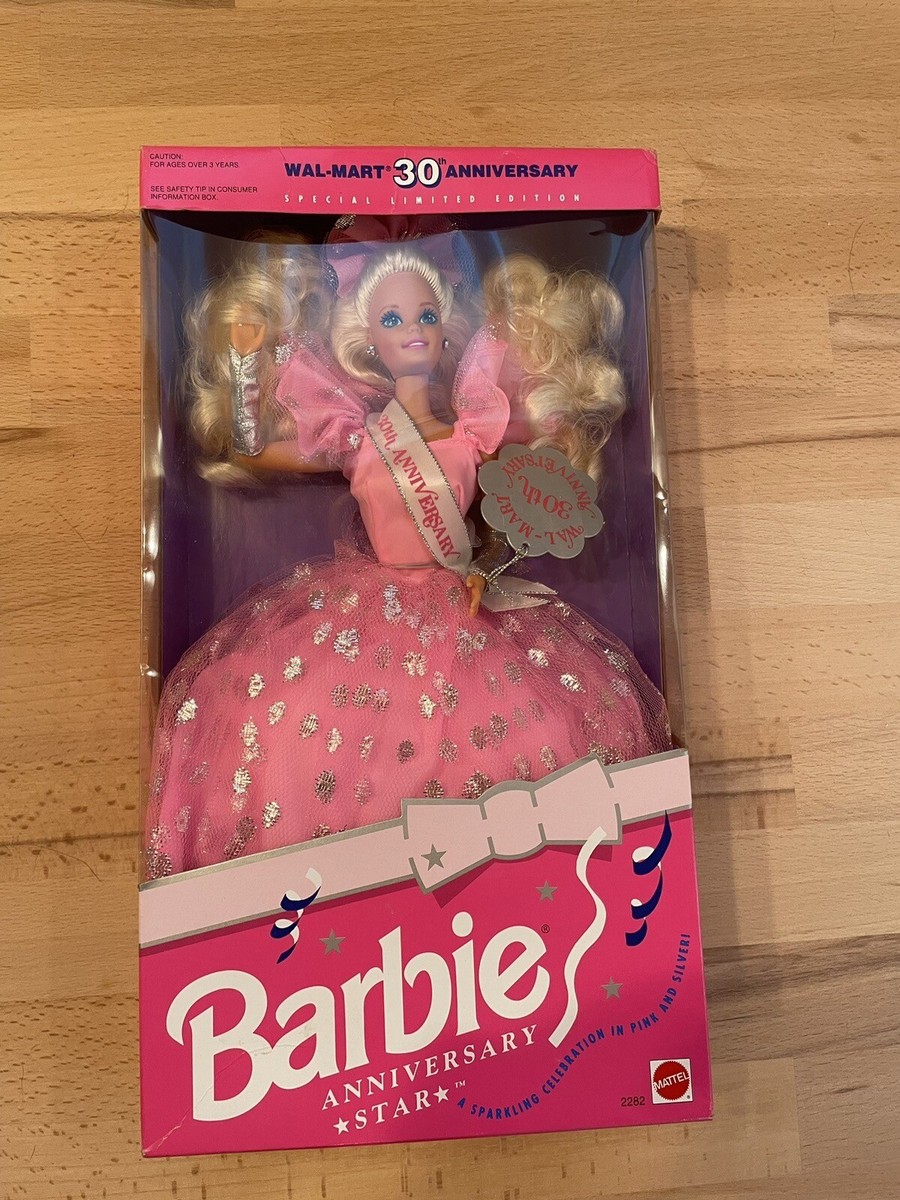 CAUTION:
FOR AGES OVER 3 YEARS.
SEE SAFETY TIP IN CONSUMER
INFORMATION BOX.
WAL-MART® 30th ANNIVERSARY
SPECIAL LIMITED EDITION
30th ANNIVERSARY
WAL-MART
30th
ANNIVERSARY
Barbie®
ANNIVERSARY
★STAR★™
A SPARKLING CELEBRATION IN PINK AND SILVER!
2282
MATTEL